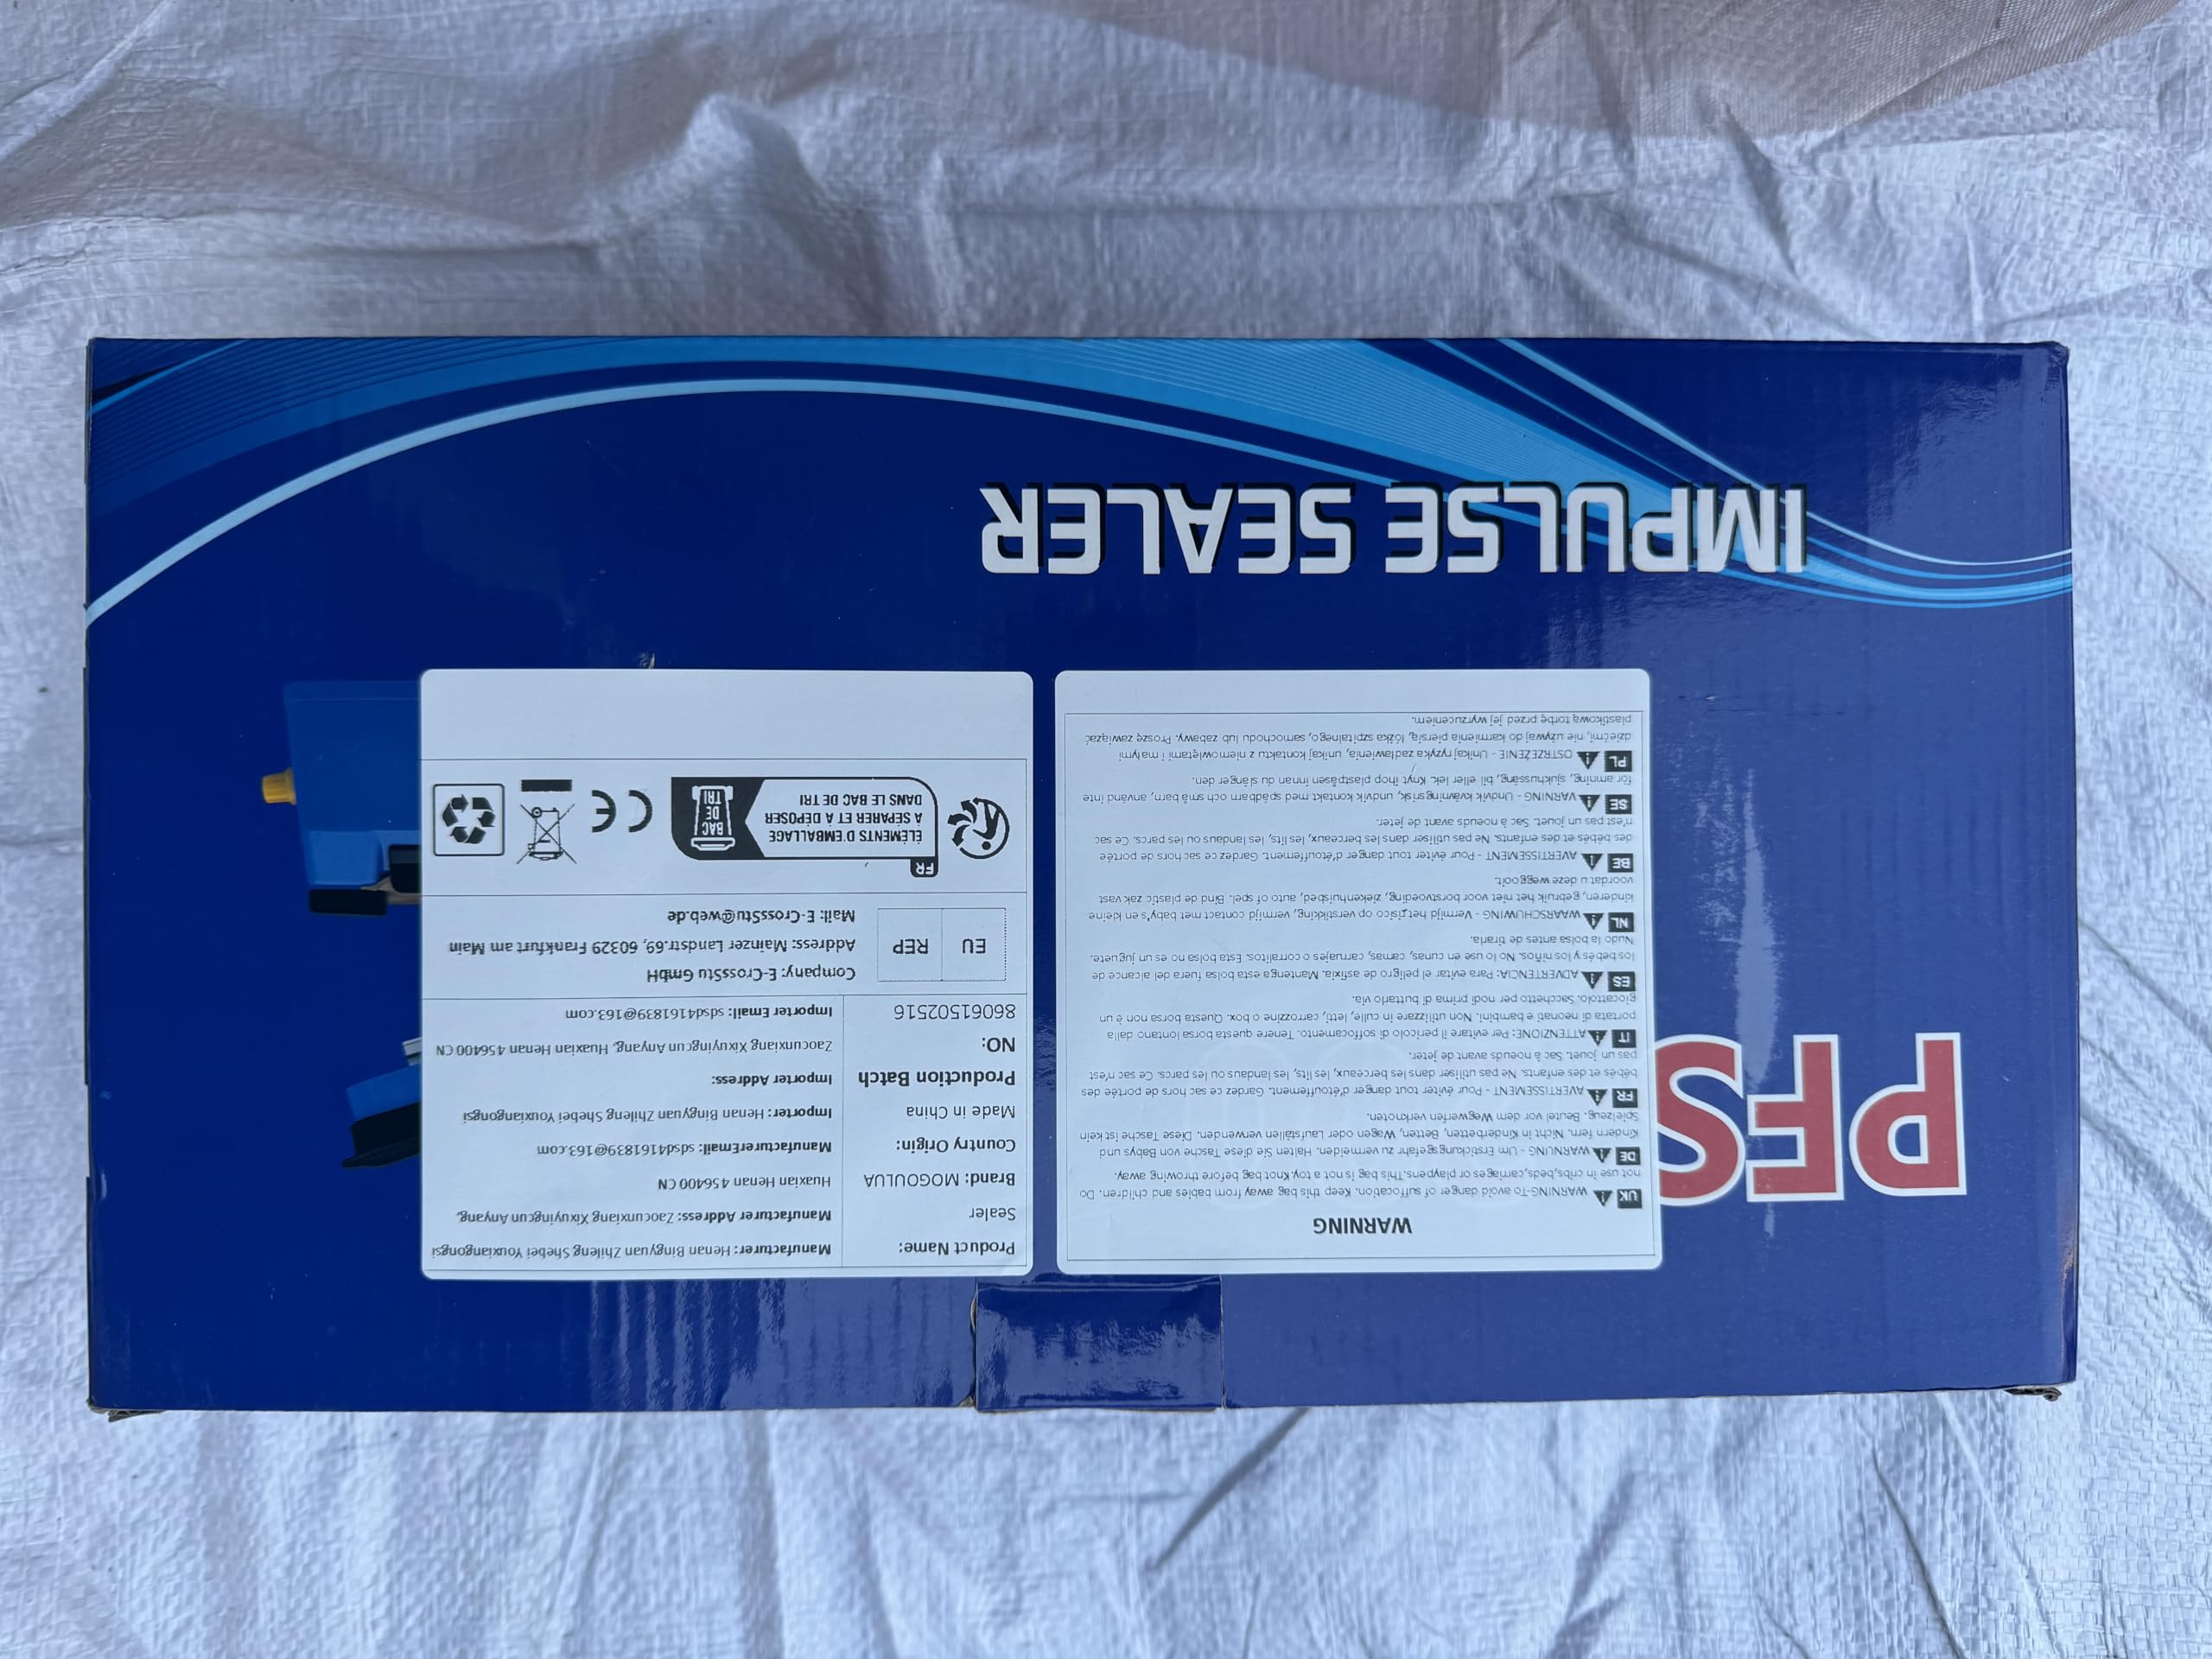 PFS
WARNING
UK WARNING-To avoid danger of suffocation. Keep this bag away from babies and children. Do
not use in cribs,beds,carriages or playpens.This bag is not a toy. Knot bag before throwing away.
DE WARNUNG - Um Erstickungsgefahr zu vermeiden. Halten Sie diese Tasche von Babys und
Kindern fern. Nicht in Kinderbetten, Betten, Wagen oder Laufställen verwenden. Diese Tasche ist kein
Spielzeug. Beutel vor dem Wegwerfen verknoten.
FR AVERTISSEMENT - Pour éviter tout danger d'étouffement. Gardez ce sac hors de portée des
bébés et des enfants. Ne pas utiliser dans les berceaux, les lits, les landaus ou les parcs. Ce sac n'est
pas un jouet. Sac à noeuds avant de jeter.
IT ATTENZIONE: Per evitare il pericolo di soffocamento. Tenere questa borsa lontano dalla
portata di neonati e bambini. Non utilizzare in culle, letti, carrozzine o box. Questa borsa non è un
giocattolo. Sacchetto per nodi prima di buttarlo via.
ES ADVERTENCIA: Para evitar el peligro de asfixia. Mantenga esta bolsa fuera del alcance de
los bebés y los niños. No lo use en cunas, camas, carruajes o corralitos. Esta bolsa no es un juguete.
Nudo la bolsa antes de tirarla.
NL WAARSCHUWING - Vermijd het risico op verstikking, vermijd contact met baby's en kleine
kinderen, gebruik het niet voor borstvoeding, ziekenhuisbed, auto of spel. Bind de plastic zak vast
voordat u deze weggooit.
BE AVERTISSEMENT - Pour éviter tout danger d'étouffement. Gardez ce sac hors de portée
des bébés et des enfants. Ne pas utiliser dans les berceaux, les lits, les landaus ou les parcs. Ce sac
n'est pas un jouet. Sac à noeuds avant de jeter.
SE WARNING - Undvik kvävningsrisk, undvik kontakt med spädbarn och små barn, använd inte
för amning, sjukhussäng, bil eller lek. Knyt ihop plastpåsen innan du slänger den.
PL OSTRZEŻENIE - Unikaj ryzyka zadławienia, unikaj kontaktu z niemowlętami i małymi
dziećmi, nie używaj do karmienia piersią, łóżka szpitalnego, samochodu lub zabawy. Proszę zawiązać
plastikową torbę przed jej wyrzuceniem.
Product Name:
Sealer
Brand: MOGOULUA
Country Origin:
Made in China
Production Batch
NO:
86061502516
Manufacturer: Henan Bingyuan Zhileng Shebei Youxiangongsi
Manufacturer Address: Zaocunxiang Xixuyingcun Anyang,
Huaxian Henan 456400 CN
ManufacturerEmail: sdsd4161839@163.com
Importer: Henan Bingyuan Zhileng Shebei Youxiangongsi
Importer Address:
Zaocunxiang Xixuyingcun Anyang, Huaxian Henan 456400 CN
Importer Email: sdsd4161839@163.com
EU REP
Company: E-CrossStu GmbH
Address: Mainzer Landstr.69, 60329 Frankfurt am Main
Mail: E-CrossStu@web.de
FR
ÉLÉMENTS D'EMBALLAGE
À SÉPARER ET À DÉPOSER
DANS LE BAC DE TRI
BAC
DE
TRI
CE
IMPULSE SEALER